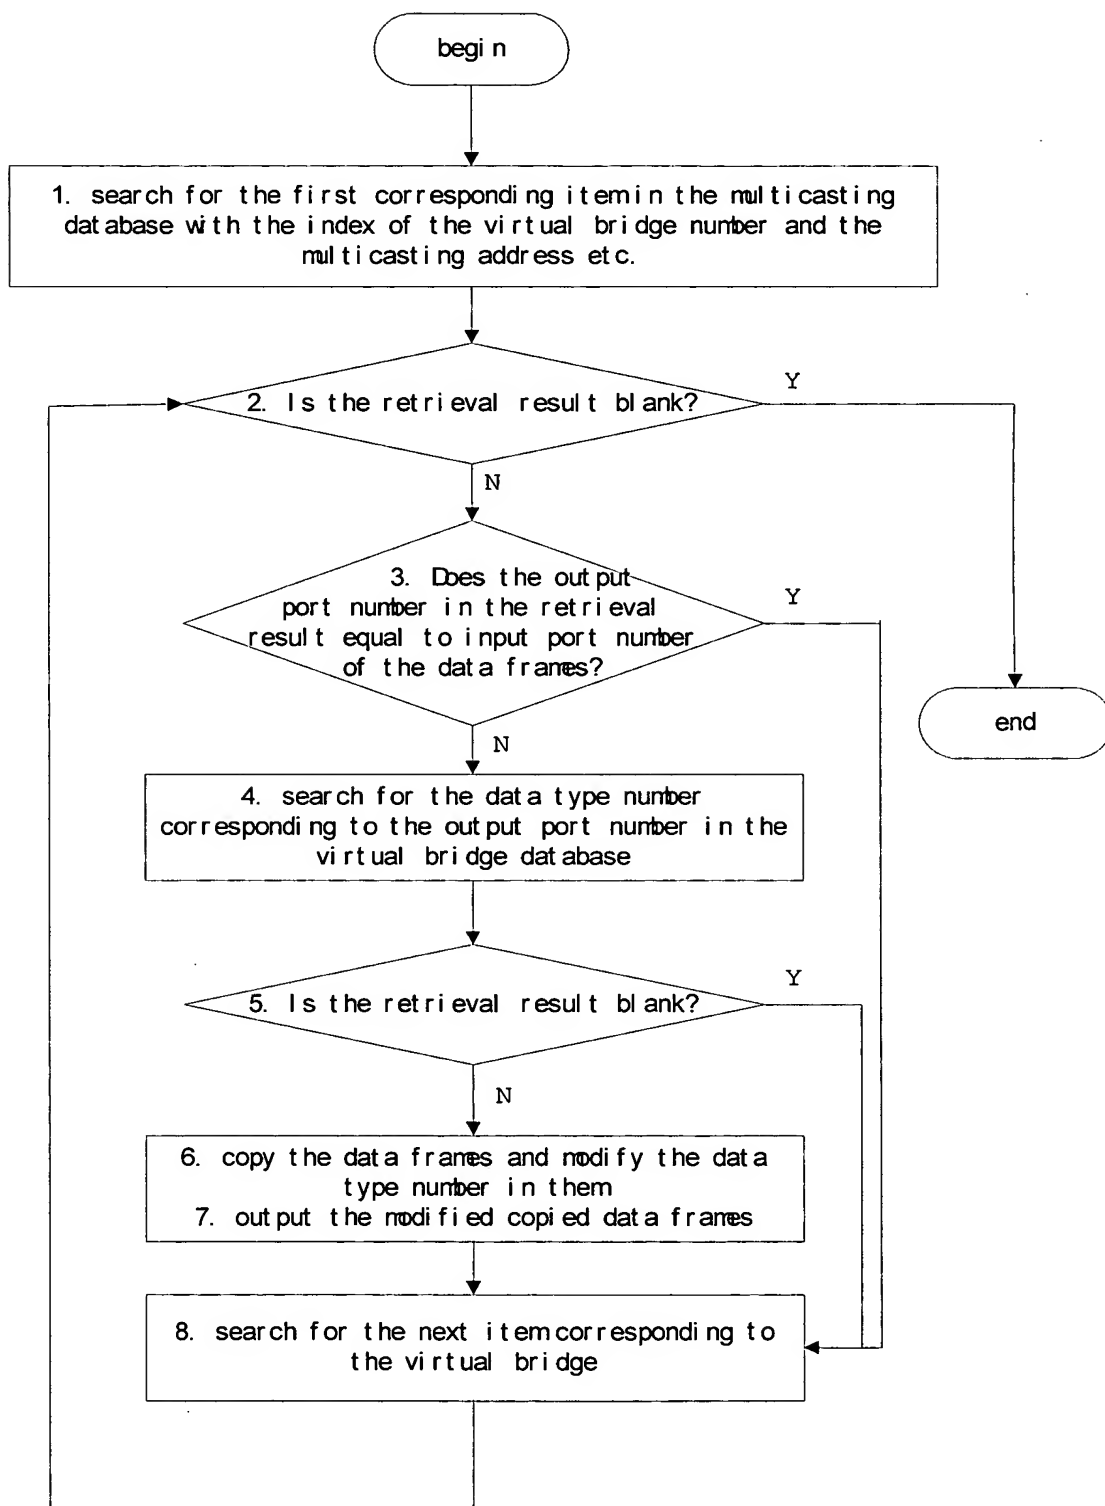 begin
1. search for the first corresponding item in the multicasting
database with the index of the virtual bridge number and the
multicasting address etc.
2. Is the retrieval result blank?
Y
N
3. Does the output
port number in the retrieval
result equal to input port number
of the data frames?
Y
end
N
4. search for the data type number
corresponding to the output port number in the
virtual bridge database
5. Is the retrieval result blank?
Y
N
6. copy the data frames and modify the data
type number in them
7. output the modified copied data frames
8. search for the next item corresponding to
the virtual bridge